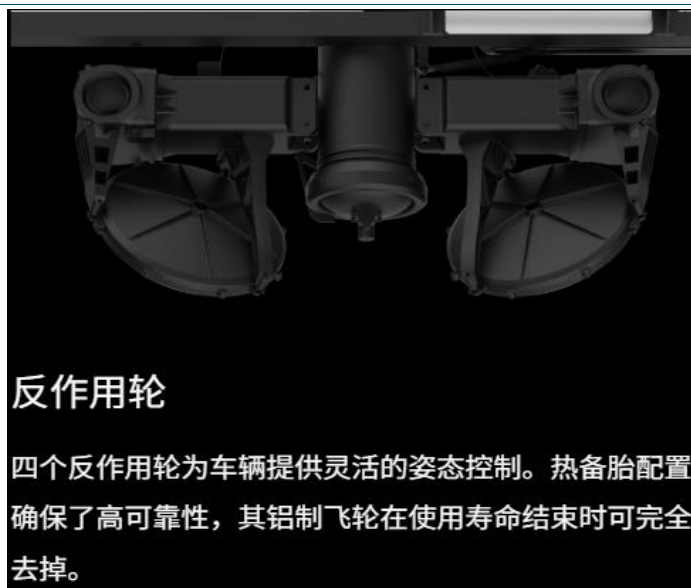 反作用轮
四个反作用轮为车辆提供灵活的姿态控制。热备胎配置
确保了高可靠性，其铝制飞轮在使用寿命结束时可完全
去掉。